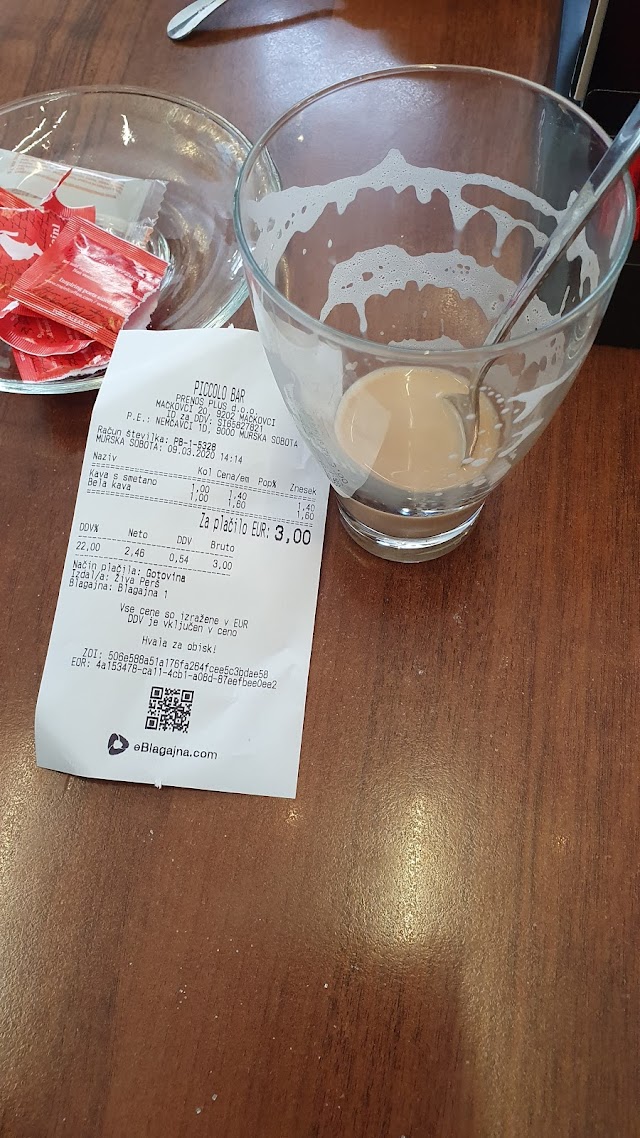 PICCOLO BAR
PRENOS PLUS d.o.o.
MAČKOVCI 20, 9202 MAČKOVCI
ID za DDV: SI65827821
P.E.: NEMČAVCI 1D, 9000 MURSKA SOBOTA
Račun številka: PB-1-5328
MURSKA SOBOTA: 09.03.2020 14:14
Naziv Kol Cena/em Pop% Znesek
Kava s smetano 1,00 1,40 1,40
Bela kava 1,00 1,60 1,60
Za plačilo EUR: 3,00
DDV% Neto DDV Bruto
22,00 2,46 0,54 3,00
Način plačila: Gotovina
Izdal/a: Živa Perš
Blagajna: Blagajna 1
Vse cene so izražene v EUR
DDV je vključen v ceno
Hvala za obisk!
ZOI: 506e588a51a176fa264fcee5c3bdae58
EOR: 4a153478-ca11-4cb1-a08d-87eefbee0ee2
eBlagajna.com